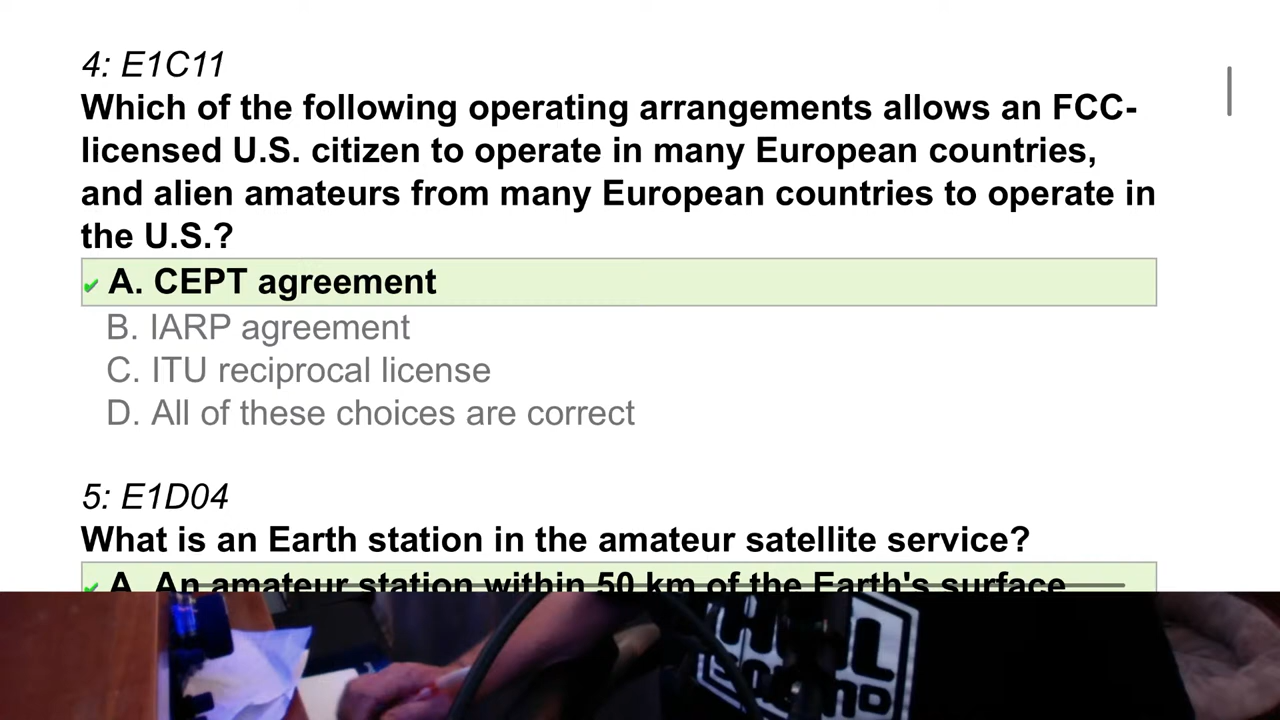 4: E1C11
Which of the following operating arrangements allows an FCC-
licensed U.S. citizen to operate in many European countries,
and alien amateurs from many European countries to operate in
the U.S.?
✔ A. CEPT agreement
B. IARP agreement
C. ITU reciprocal license
D. All of these choices are correct
5: E1D04
What is an Earth station in the amateur satellite service?
✔ A. An amateur station within 50 km of the Earth's surface